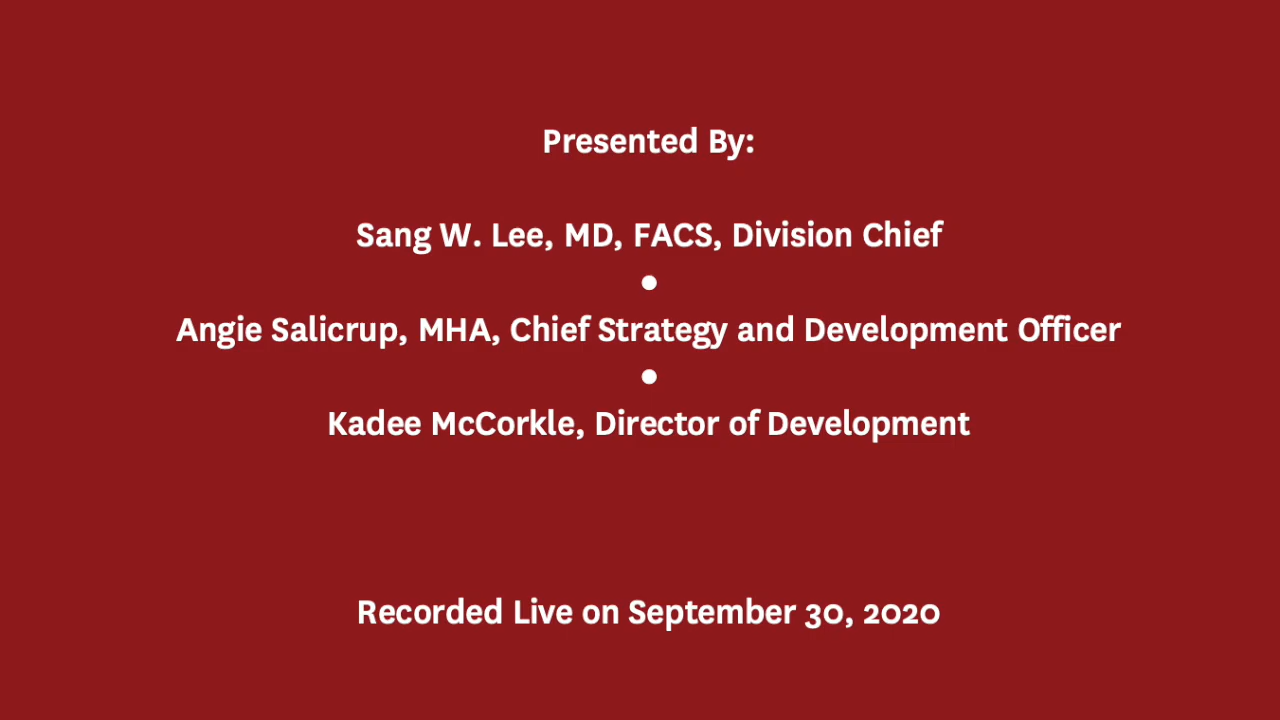 Presented By:
Sang W. Lee, MD, FACS, Division Chief
•
Angie Salicrup, MHA, Chief Strategy and Development Officer
•
Kadee McCorkle, Director of Development
Recorded Live on September 30, 2020